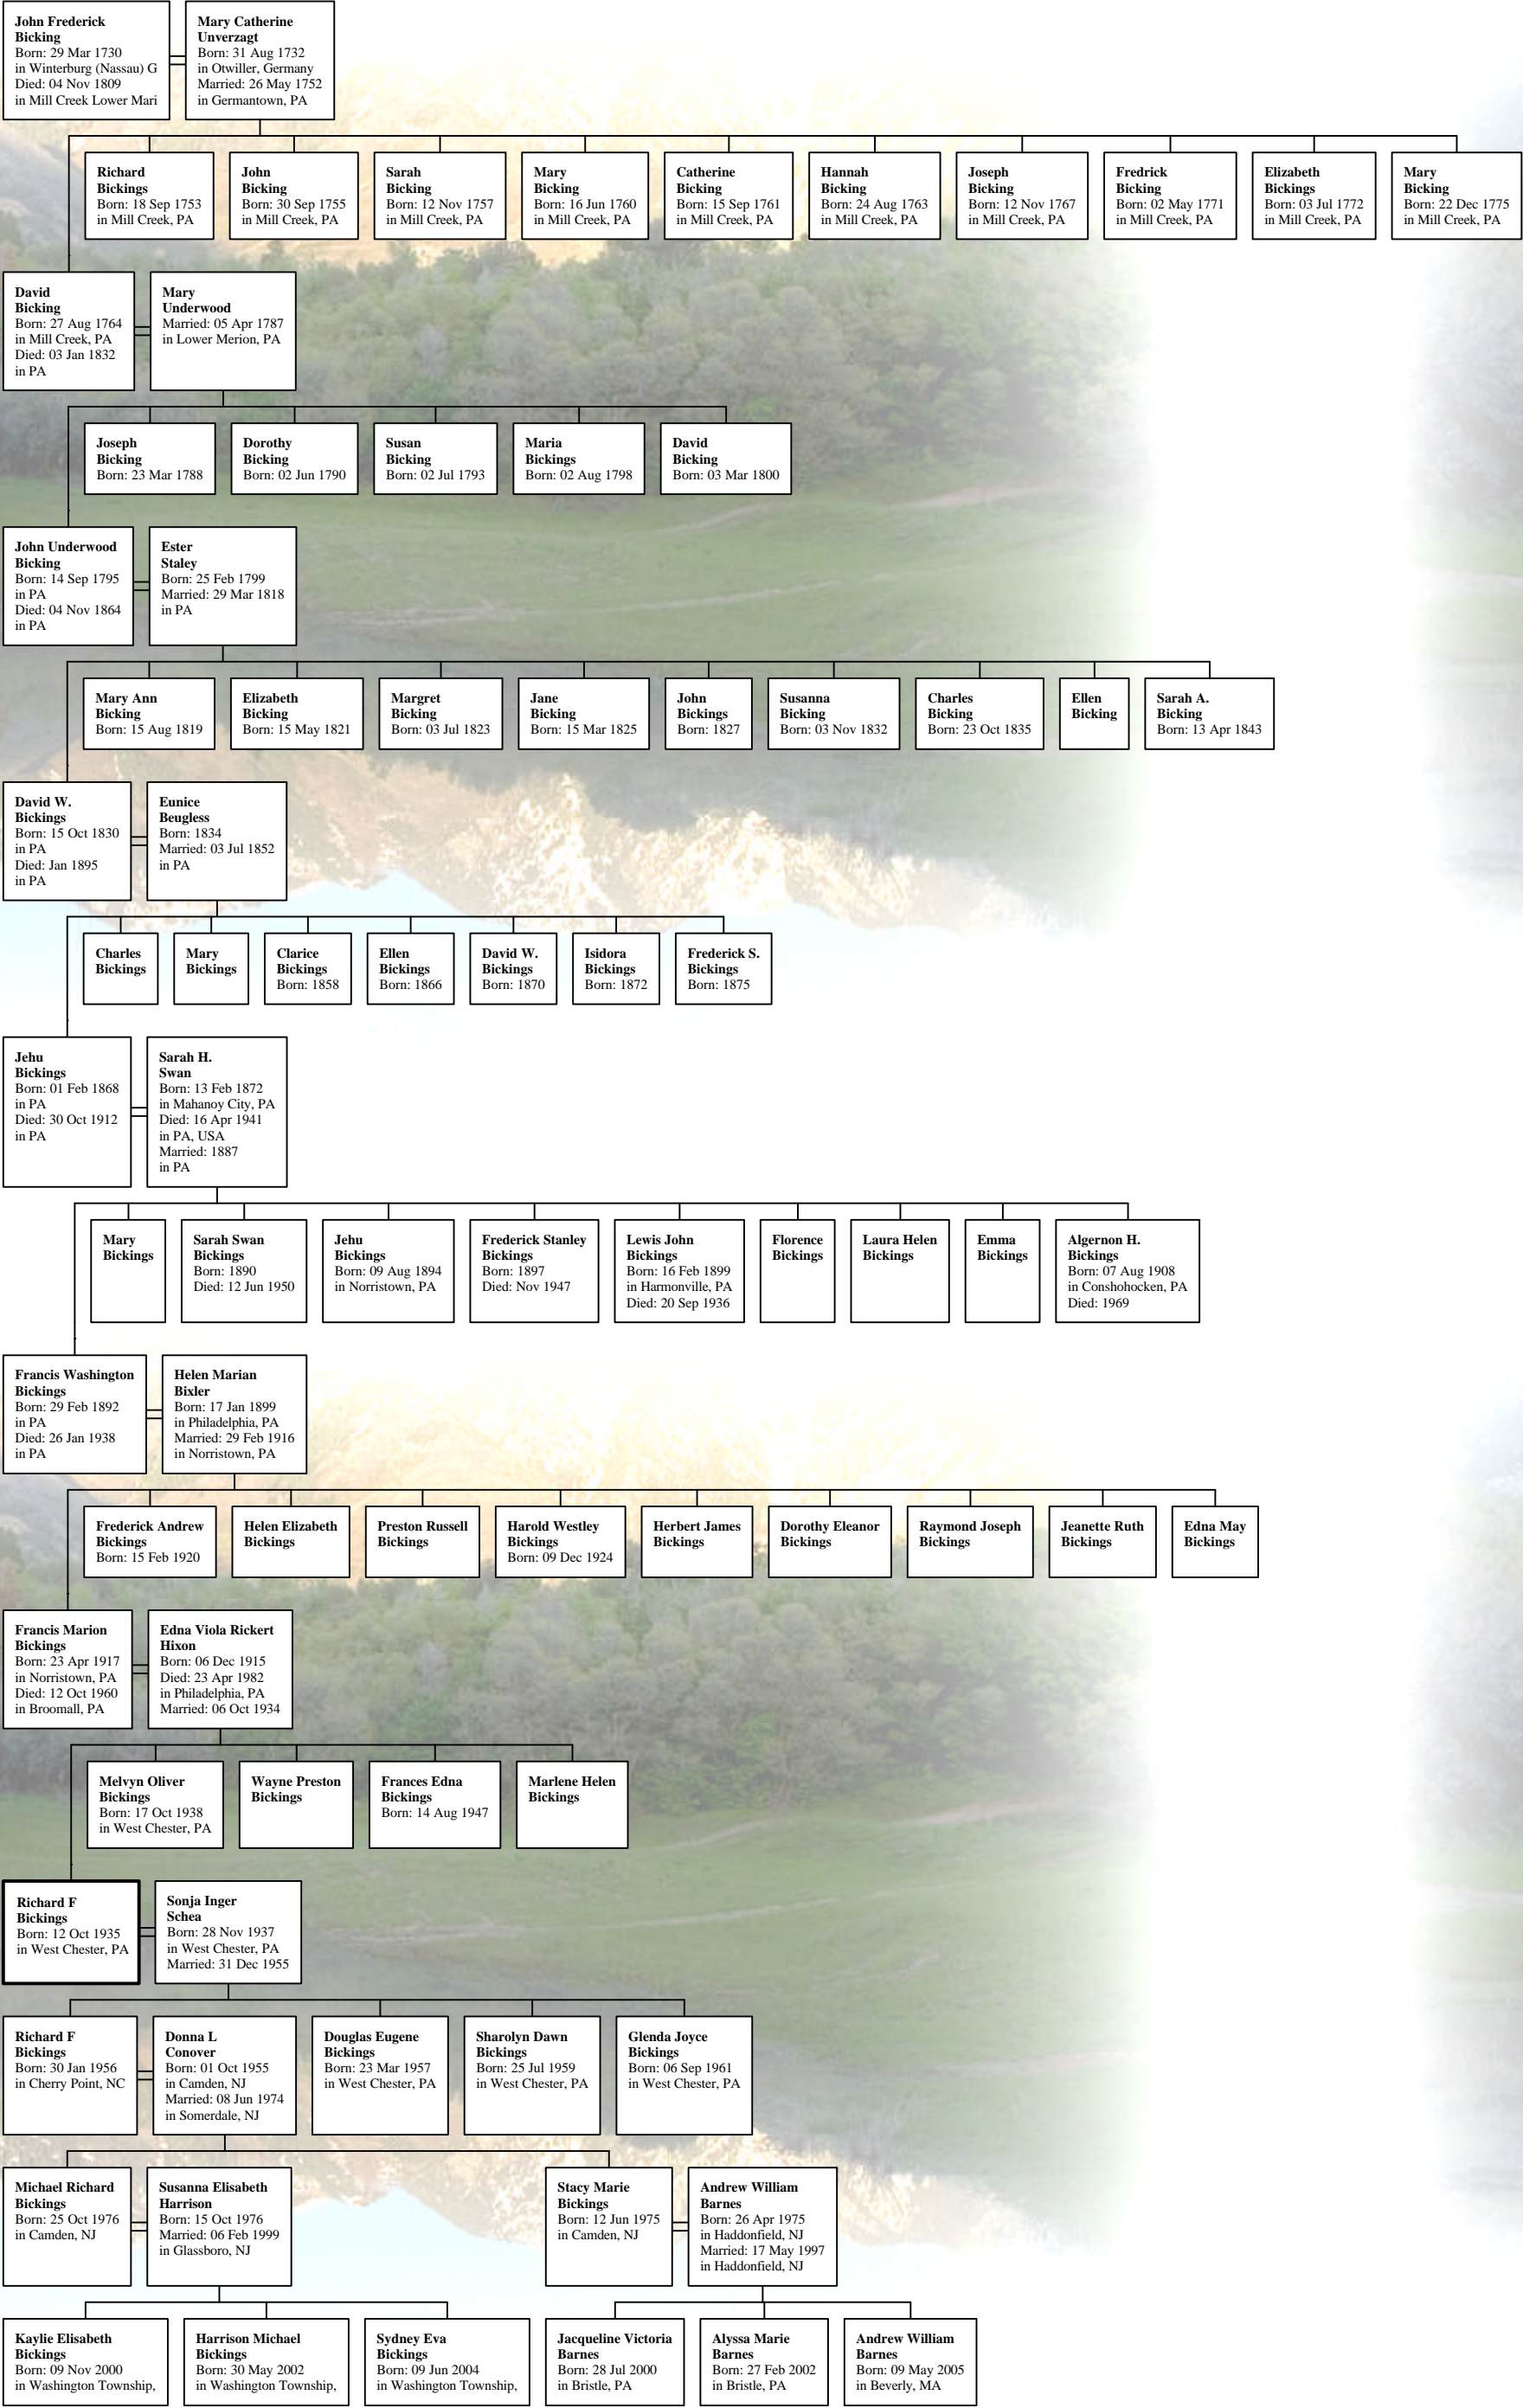 John Frederick
Bicking
Born: 29 Mar 1730
in Winterburg (Nassau) G
Died: 04 Nov 1809
in Mill Creek Lower Mari
Mary Catherine
Unverzagt
Born: 31 Aug 1732
in Otwiller, Germany
Married: 26 May 1752
in Germantown, PA
Richard
Bickings
Born: 18 Sep 1753
in Mill Creek, PA
John
Bicking
Born: 30 Sep 1755
in Mill Creek, PA
Sarah
Bicking
Born: 12 Nov 1757
in Mill Creek, PA
Mary
Bicking
Born: 16 Jun 1760
in Mill Creek, PA
Catherine
Bicking
Born: 15 Sep 1761
in Mill Creek, PA
Hannah
Bicking
Born: 24 Aug 1763
in Mill Creek, PA
Joseph
Bicking
Born: 12 Nov 1767
in Mill Creek, PA
Fredrick
Bicking
Born: 02 May 1771
in Mill Creek, PA
Elizabeth
Bickings
Born: 03 Jul 1772
in Mill Creek, PA
Mary
Bicking
Born: 22 Dec 1775
in Mill Creek, PA
David
Bicking
Born: 27 Aug 1764
in Mill Creek, PA
Died: 03 Jan 1832
in PA
Mary
Underwood
Married: 05 Apr 1787
in Lower Merion, PA
Joseph
Bicking
Born: 23 Mar 1788
Dorothy
Bicking
Born: 02 Jun 1790
Susan
Bicking
Born: 02 Jul 1793
Maria
Bickings
Born: 02 Aug 1798
David
Bicking
Born: 03 Mar 1800
John Underwood
Bicking
Born: 14 Sep 1795
in PA
Died: 04 Nov 1864
in PA
Ester
Staley
Born: 25 Feb 1799
Married: 29 Mar 1818
in PA
Mary Ann
Bicking
Born: 15 Aug 1819
Elizabeth
Bicking
Born: 15 May 1821
Margret
Bicking
Born: 03 Jul 1823
Jane
Bicking
Born: 15 Mar 1825
John
Bickings
Born: 1827
Susanna
Bicking
Born: 03 Nov 1832
Charles
Bicking
Born: 23 Oct 1835
Ellen
Bicking
Sarah A.
Bicking
Born: 13 Apr 1843
David W.
Bickings
Born: 15 Oct 1830
in PA
Died: Jan 1895
in PA
Eunice
Beugless
Born: 1834
Married: 03 Jul 1852
in PA
Charles
Bickings
Mary
Bickings
Clarice
Bickings
Born: 1858
Ellen
Bickings
Born: 1866
David W.
Bickings
Born: 1870
Isidora
Bickings
Born: 1872
Frederick S.
Bickings
Born: 1875
Jehu
Bickings
Born: 01 Feb 1868
in PA
Died: 30 Oct 1912
in PA
Sarah H.
Swan
Born: 13 Feb 1872
in Mahanoy City, PA
Died: 16 Apr 1941
in PA, USA
Married: 1887
in PA
Mary
Bickings
Sarah Swan
Bickings
Born: 1890
Died: 12 Jun 1950
Jehu
Bickings
Born: 09 Aug 1894
in Norristown, PA
Frederick Stanley
Bickings
Born: 1897
Died: Nov 1947
Lewis John
Bickings
Born: 16 Feb 1899
in Harmonville, PA
Died: 20 Sep 1936
Florence
Bickings
Laura Helen
Bickings
Emma
Bickings
Algernon H.
Bickings
Born: 07 Aug 1908
in Conshohocken, PA
Died: 1969
Francis Washington
Bickings
Born: 29 Feb 1892
in PA
Died: 26 Jan 1938
in PA
Helen Marian
Bixler
Born: 17 Jan 1899
in Philadelphia, PA
Married: 29 Feb 1916
in Norristown, PA
Frederick Andrew
Bickings
Born: 15 Feb 1920
Helen Elizabeth
Bickings
Preston Russell
Bickings
Harold Westley
Bickings
Born: 09 Dec 1924
Herbert James
Bickings
Dorothy Eleanor
Bickings
Raymond Joseph
Bickings
Jeanette Ruth
Bickings
Edna May
Bickings
Francis Marion
Bickings
Born: 23 Apr 1917
in Norristown, PA
Died: 12 Oct 1960
in Broomall, PA
Edna Viola Rickert
Hixon
Born: 06 Dec 1915
Died: 23 Apr 1982
in Philadelphia, PA
Married: 06 Oct 1934
Melvyn Oliver
Bickings
Born: 17 Oct 1938
in West Chester, PA
Wayne Preston
Bickings
Frances Edna
Bickings
Born: 14 Aug 1947
Marlene Helen
Bickings
Richard F
Bickings
Born: 12 Oct 1935
in West Chester, PA
Sonja Inger
Schea
Born: 28 Nov 1937
in West Chester, PA
Married: 31 Dec 1955
Richard F
Bickings
Born: 30 Jan 1956
in Cherry Point, NC
Donna L
Conover
Born: 01 Oct 1955
in Camden, NJ
Married: 08 Jun 1974
in Somerdale, NJ
Douglas Eugene
Bickings
Born: 23 Mar 1957
in West Chester, PA
Sharolyn Dawn
Bickings
Born: 25 Jul 1959
in West Chester, PA
Glenda Joyce
Bickings
Born: 06 Sep 1961
in West Chester, PA
Michael Richard
Bickings
Born: 25 Oct 1976
in Camden, NJ
Susanna Elisabeth
Harrison
Born: 15 Oct 1976
Married: 06 Feb 1999
in Glassboro, NJ
Stacy Marie
Bickings
Born: 12 Jun 1975
in Camden, NJ
Andrew William
Barnes
Born: 26 Apr 1975
in Haddonfield, NJ
Married: 17 May 1997
in Haddonfield, NJ
Kaylie Elisabeth
Bickings
Born: 09 Nov 2000
in Washington Township,
Harrison Michael
Bickings
Born: 30 May 2002
in Washington Township,
Sydney Eva
Bickings
Born: 09 Jun 2004
in Washington Township,
Jacqueline Victoria
Barnes
Born: 28 Jul 2000
in Bristle, PA
Alyssa Marie
Barnes
Born: 27 Feb 2002
in Bristle, PA
Andrew William
Barnes
Born: 09 May 2005
in Beverly, MA